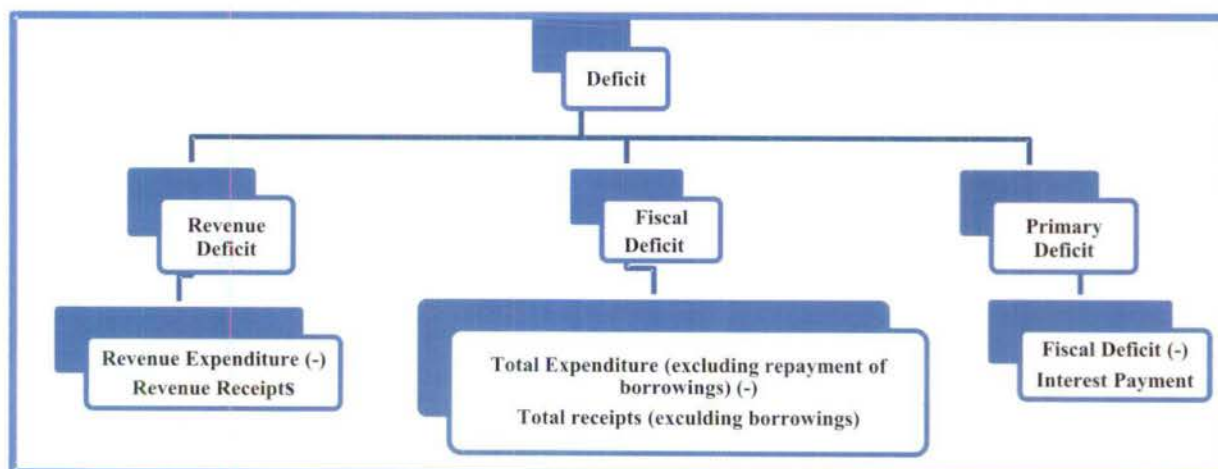 Deficit
Revenue
Deficit
Fiscal
Deficit
Primary
Deficit
Revenue Expenditure (-)
Revenue Receipts
Total Expenditure (excluding repayment of
borrowings) (-)
Total receipts (exculding borrowings)
Fiscal Deficit (-)
Interest Payment